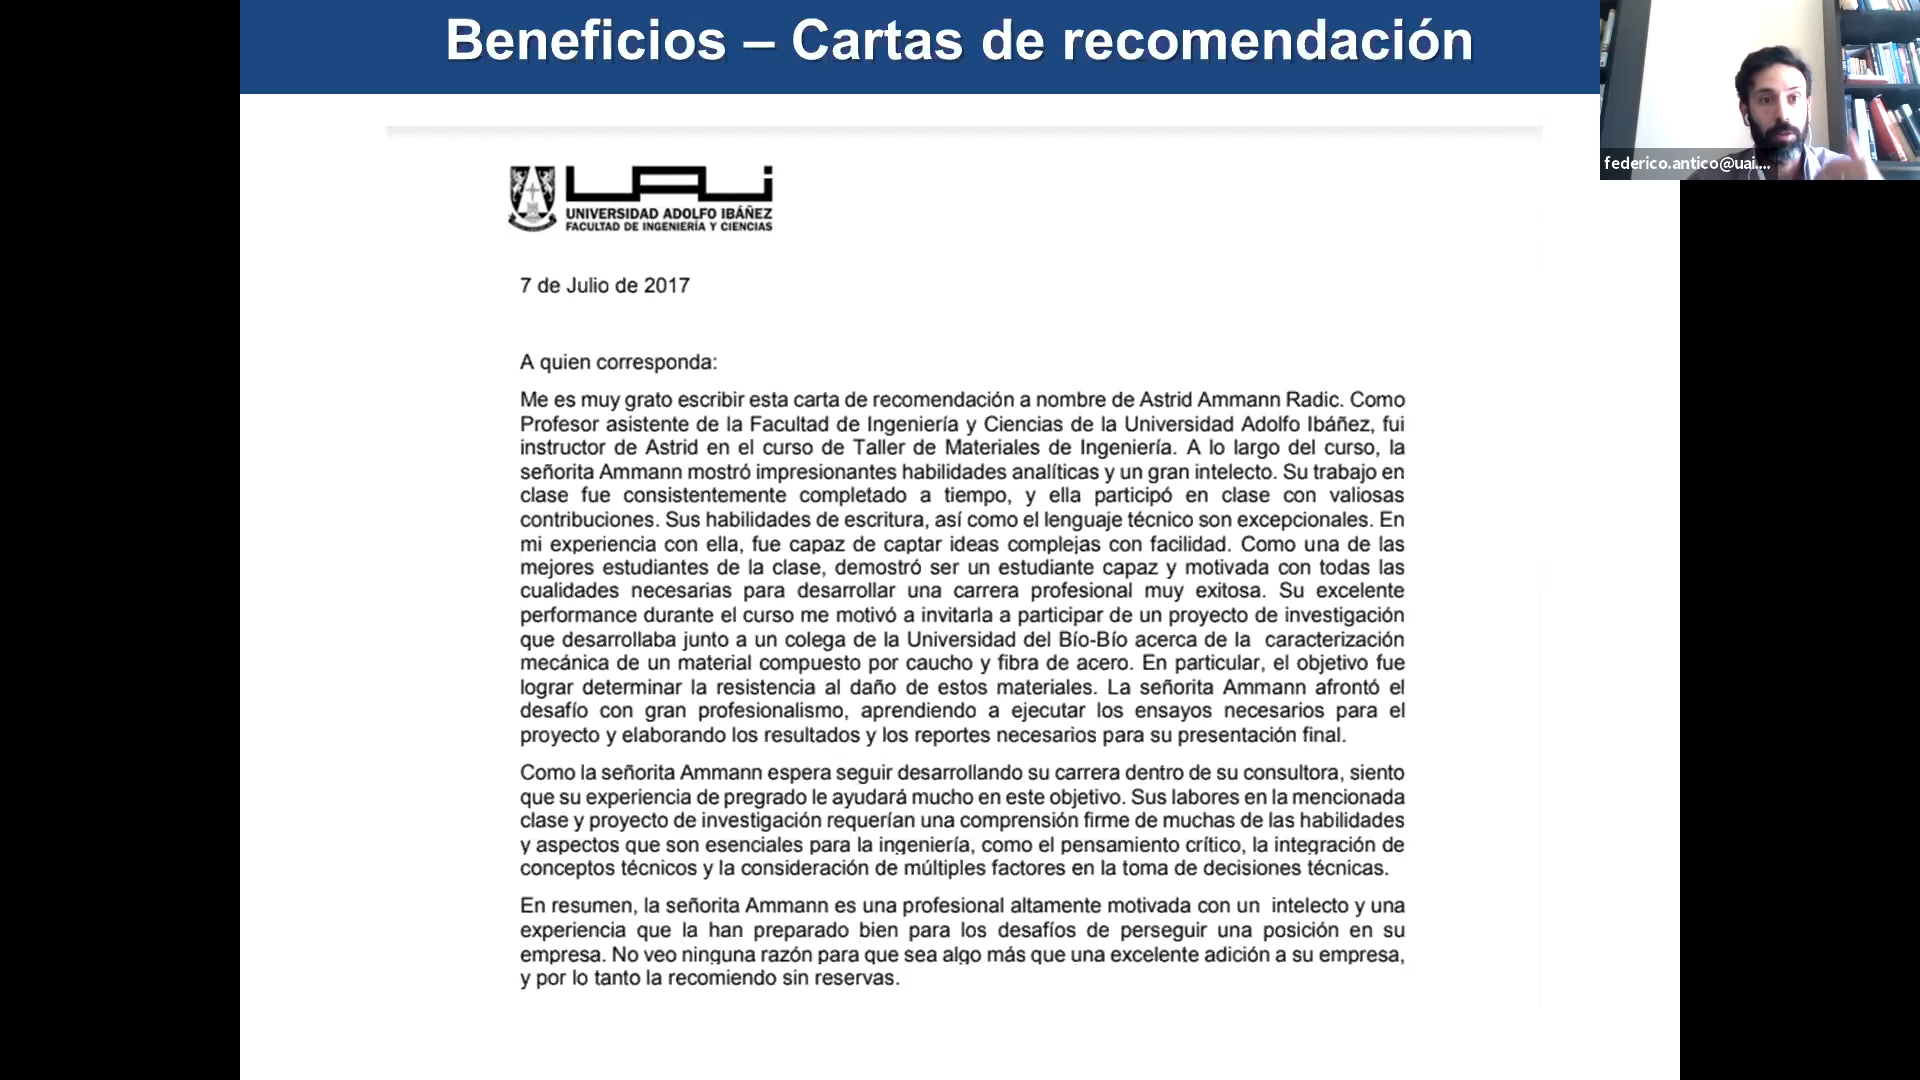 Beneficios – Cartas de recomendación
federico.antico@uai....
UAi
UNIVERSIDAD ADOLFO IBÁÑEZ
FACULTAD DE INGENIERÍA Y CIENCIAS
7 de Julio de 2017
A quien corresponda:
Me es muy grato escribir esta carta de recomendación a nombre de Astrid Ammann Radic. Como
Profesor asistente de la Facultad de Ingeniería y Ciencias de la Universidad Adolfo Ibáñez, fui
instructor de Astrid en el curso de Taller de Materiales de Ingeniería. A lo largo del curso, la
señorita Ammann mostró impresionantes habilidades analíticas y un gran intelecto. Su trabajo en
clase fue consistentemente completado a tiempo, y ella participó en clase con valiosas
contribuciones. Sus habilidades de escritura, así como el lenguaje técnico son excepcionales. En
mi experiencia con ella, fue capaz de captar ideas complejas con facilidad. Como una de las
mejores estudiantes de la clase, demostró ser un estudiante capaz y motivada con todas las
cualidades necesarias para desarrollar una carrera profesional muy exitosa. Su excelente
performance durante el curso me motivó a invitarla a participar de un proyecto de investigación
que desarrollaba junto a un colega de la Universidad del Bío-Bío acerca de la caracterización
mecánica de un material compuesto por caucho y fibra de acero. En particular, el objetivo fue
lograr determinar la resistencia al daño de estos materiales. La señorita Ammann afrontó el
desafío con gran profesionalismo, aprendiendo a ejecutar los ensayos necesarios para el
proyecto y elaborando los resultados y los reportes necesarios para su presentación final.
Como la señorita Ammann espera seguir desarrollando su carrera dentro de su consultora, siento
que su experiencia de pregrado le ayudará mucho en este objetivo. Sus labores en la mencionada
clase y proyecto de investigación requerían una comprensión firme de muchas de las habilidades
y aspectos que son esenciales para la ingeniería, como el pensamiento crítico, la integración de
conceptos técnicos y la consideración de múltiples factores en la toma de decisiones técnicas.
En resumen, la señorita Ammann es una profesional altamente motivada con un intelecto y una
experiencia que la han preparado bien para los desafíos de perseguir una posición en su
empresa. No veo ninguna razón para que sea algo más que una excelente adición a su empresa,
y por lo tanto la recomiendo sin reservas.